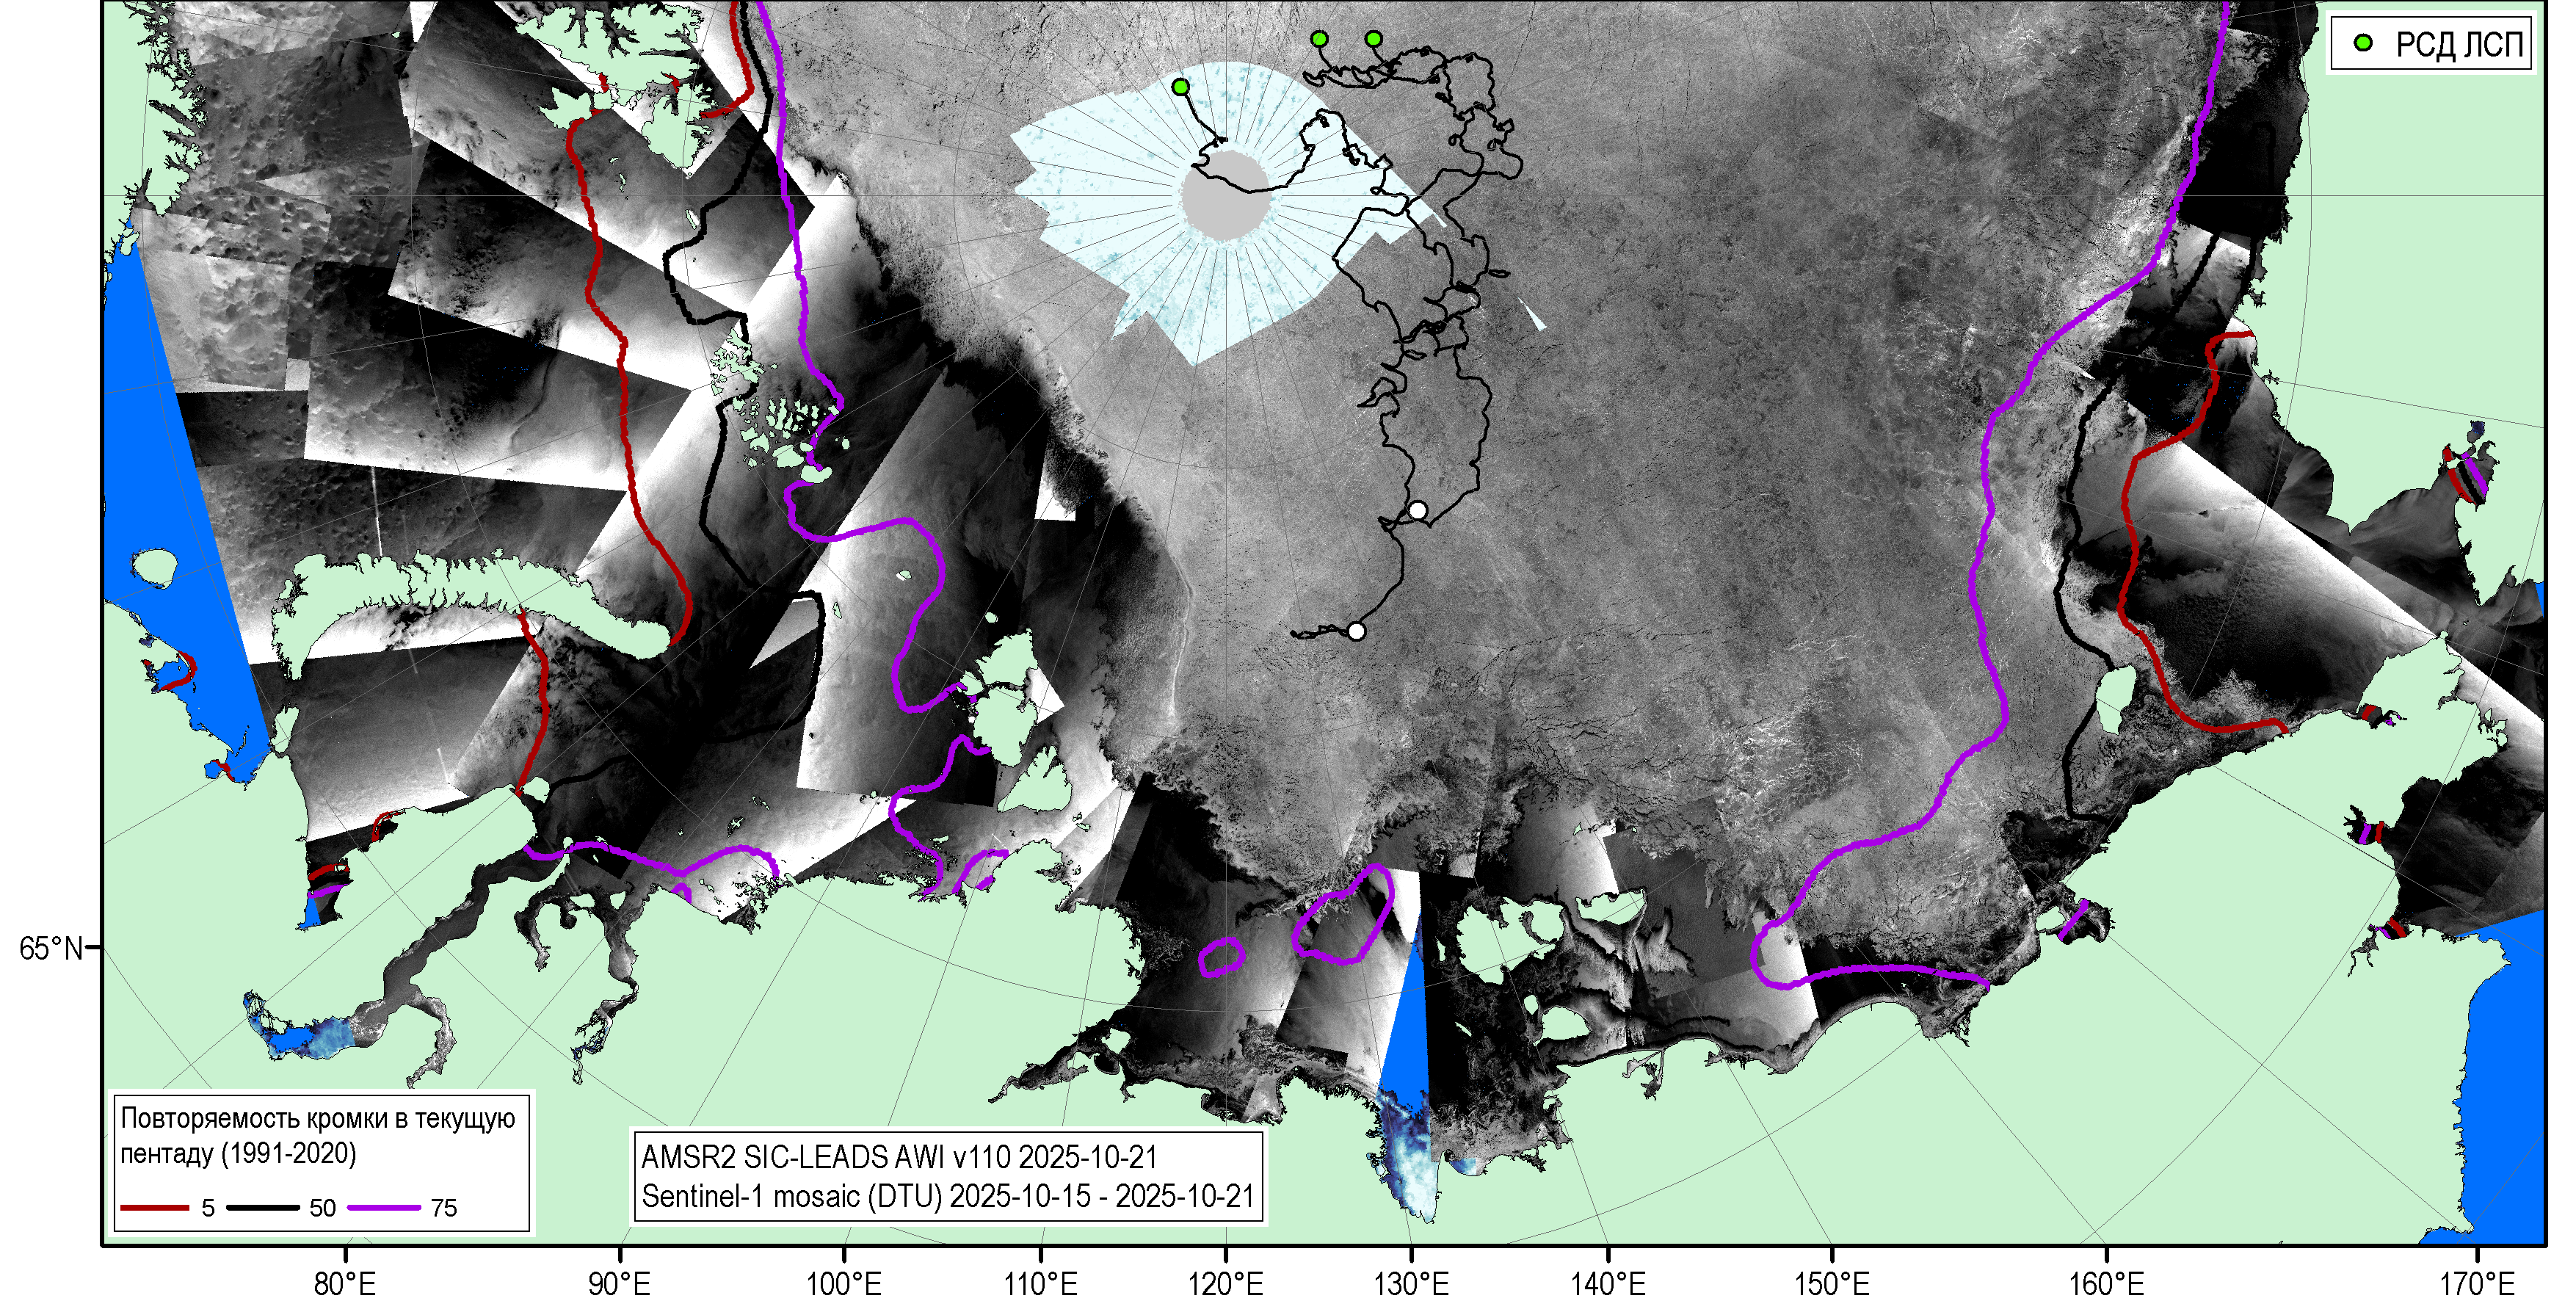 РСД ЛСП
65°N
Повторяемость кромки в текущую
пентаду (1991-2020)
5 50 75
AMSR2 SIC-LEADS AWI v110 2025-10-21
Sentinel-1 mosaic (DTU) 2025-10-15 - 2025-10-21
80°E 90°E 100°E 110°E 120°E 130°E 140°E 150°E 160°E 170°E